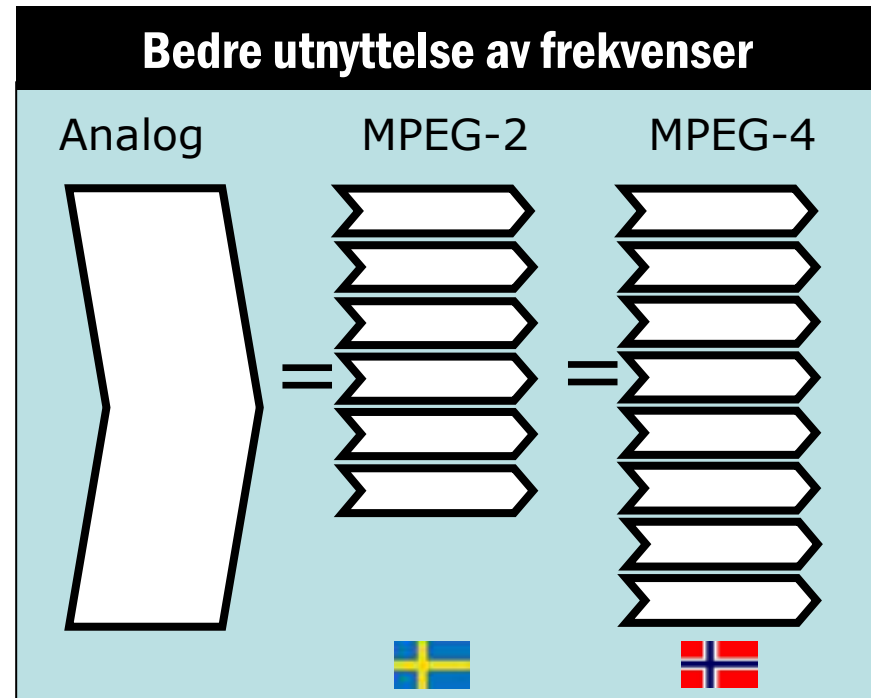 Bedre utnyttelse av frekvenser
Analog MPEG-2 MPEG-4
= =